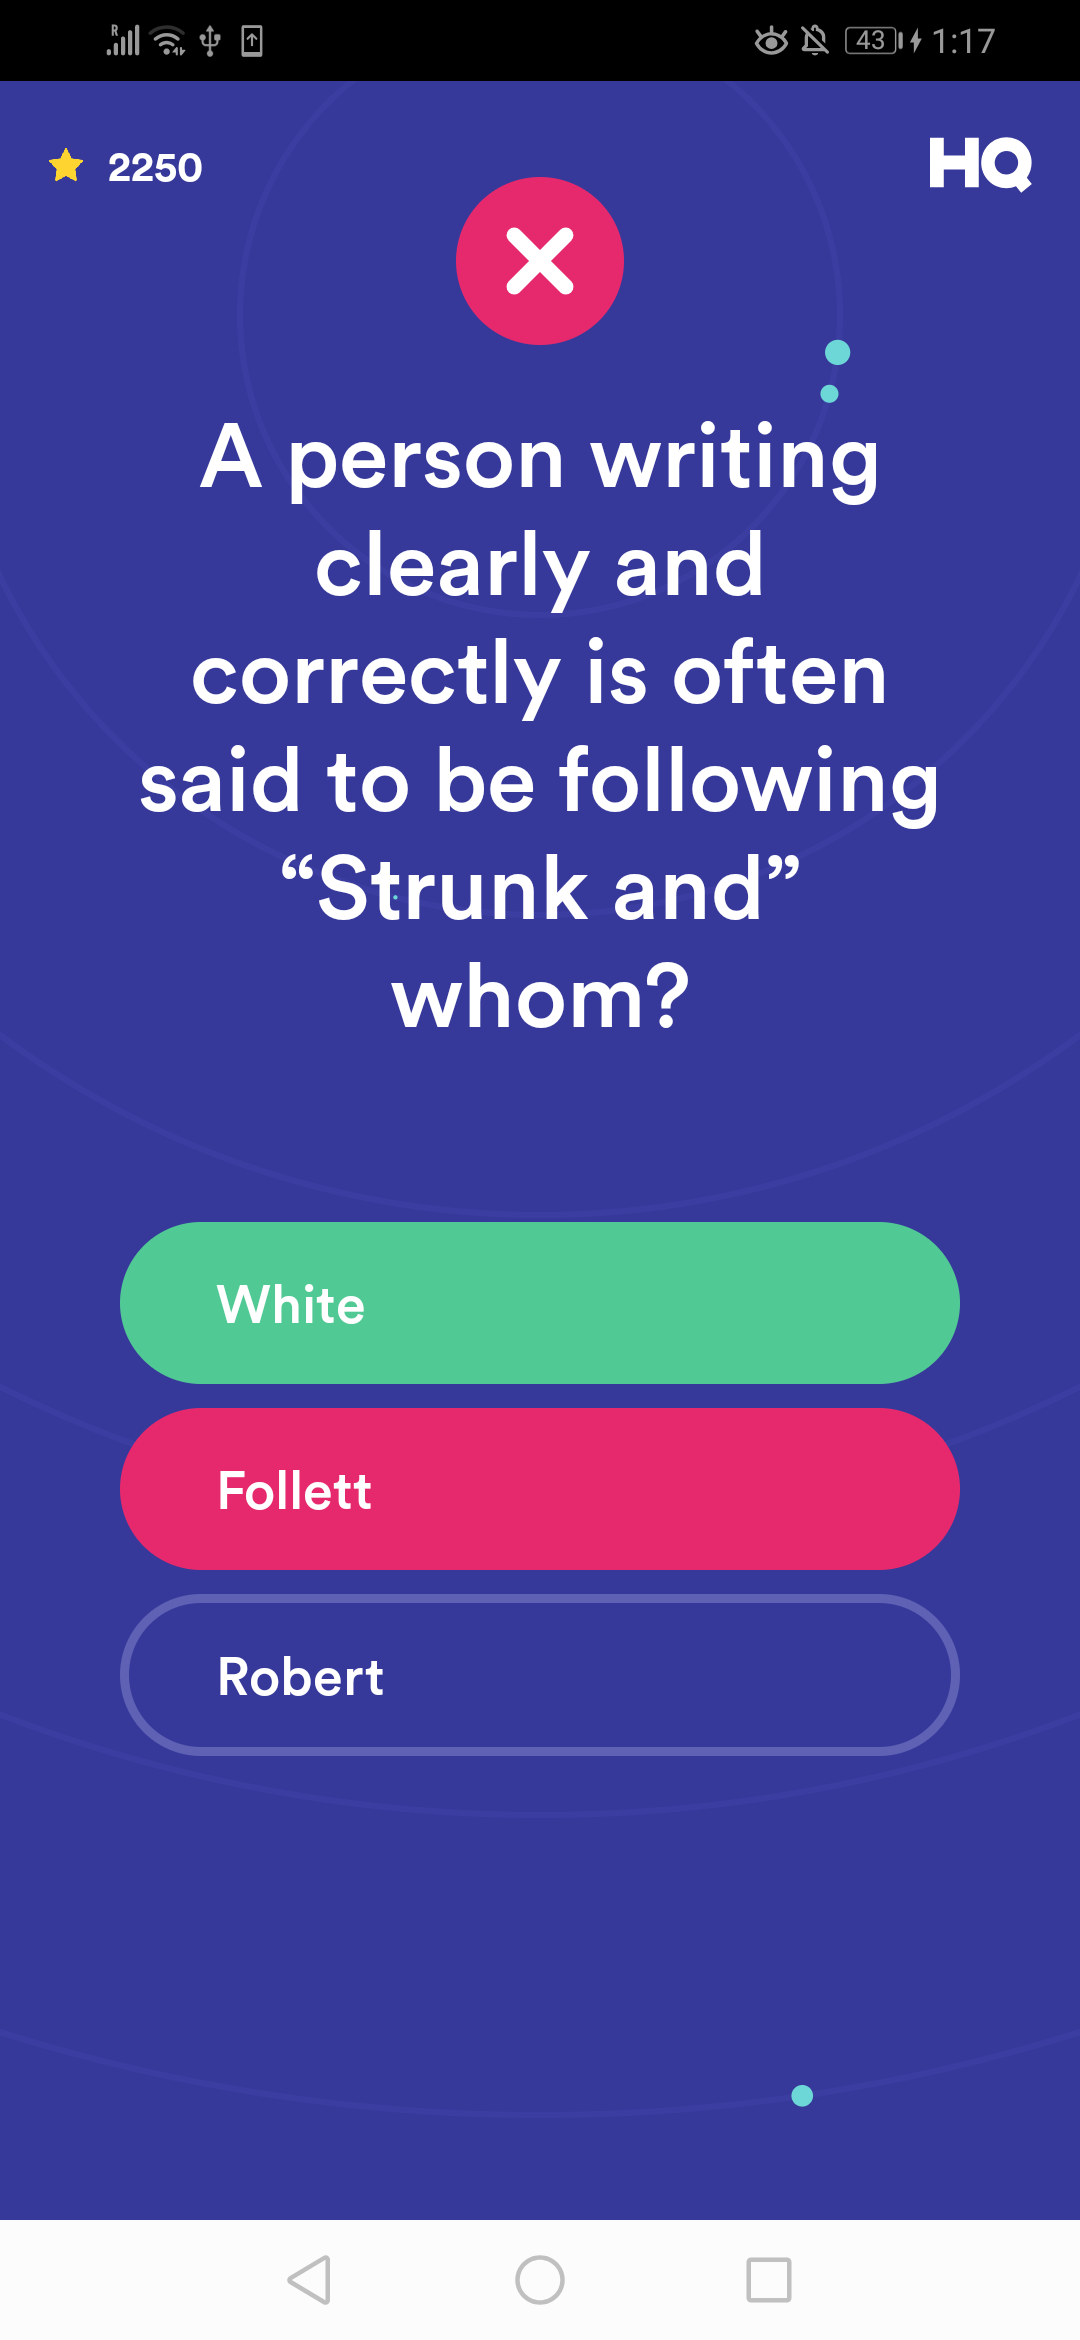 R 43 1:17
2250 HQ
A person writing
clearly and
correctly is often
said to be following
“Strunk and”
whom?
White
Follett
Robert